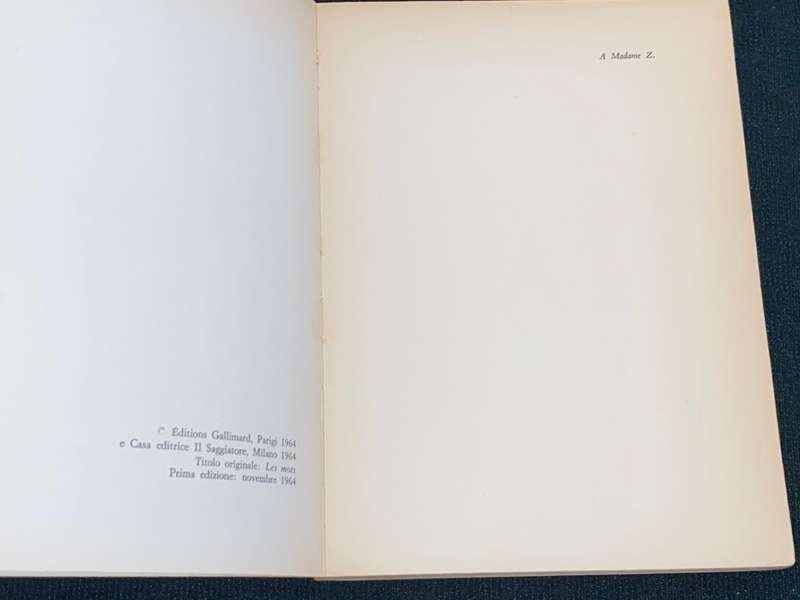 © Éditions Gallimard, Parigi 1964
e Casa editrice Il Saggiatore, Milano 1964
Titolo originale: Les mots
Prima edizione: novembre 1964
A Madame Z.